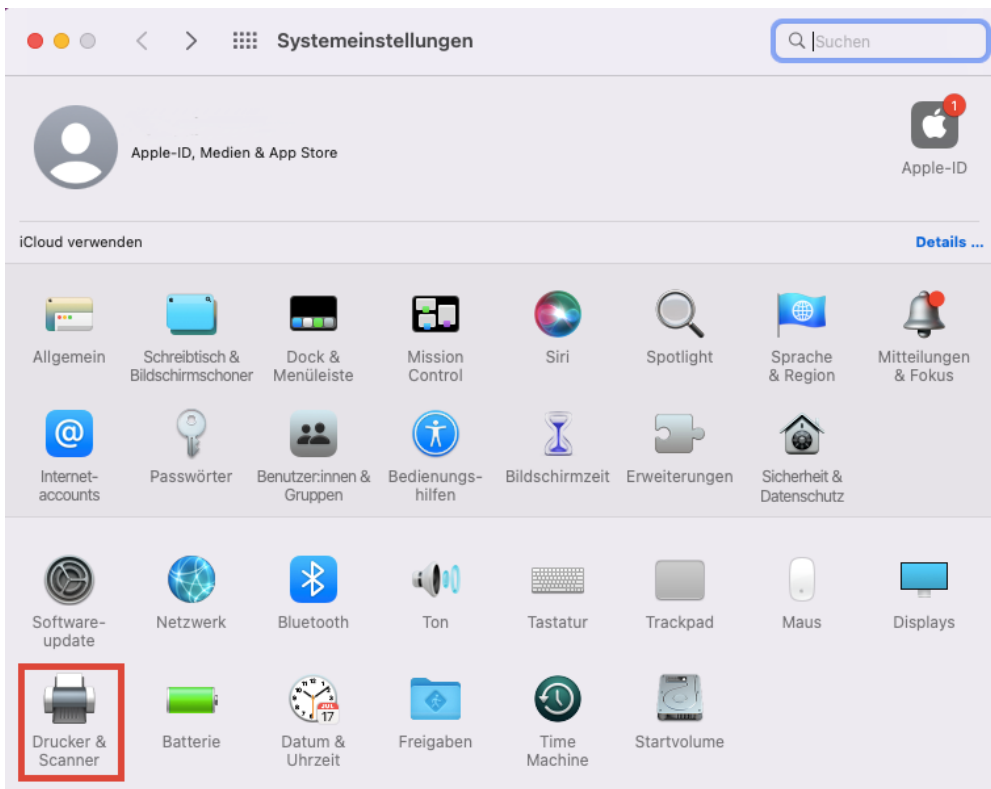 Systemeinstellungen
Suchen
1
Apple-ID, Medien & App Store
Apple-ID
iCloud verwenden
Details ...
Allgemein
Schreibtisch &
Bildschirmschoner
Dock &
Menüleiste
Mission
Control
Siri
Spotlight
Sprache
& Region
Mitteilungen
& Fokus
@
Internet-
accounts
Passwörter
Benutzer:innen &
Gruppen
Bedienungs-
hilfen
Bildschirmzeit
Erweiterungen
Sicherheit &
Datenschutz
Software-
update
Netzwerk
Bluetooth
Ton
Tastatur
Trackpad
Maus
Displays
Drucker &
Scanner
Batterie
JUL
17
Datum &
Uhrzeit
Freigaben
Time
Machine
Startvolume